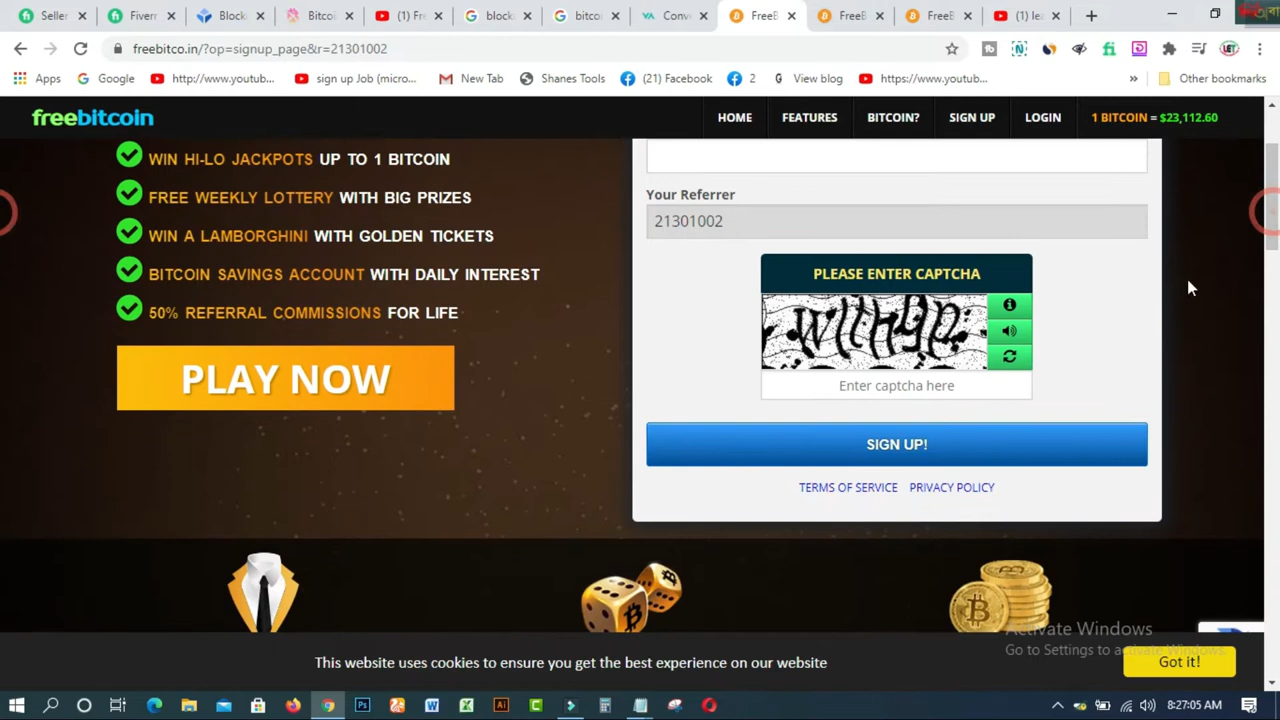 Seller
Fiverr
Block
Bitco
(1) Fr
block
bitco
Conv
FreeB
FreeB
FreeB
(1) lea
freebitco.in/?op=signup_page&r=21301002
Apps
Google
http://www.youtub...
sign up Job (micro...
New Tab
Shanes Tools
(21) Facebook
2
View blog
https://www.youtub...
»
Other bookmarks
freebitcoin
HOME
FEATURES
BITCOIN?
SIGN UP
LOGIN
1 BITCOIN = $23,112.60
WIN HI-LO JACKPOTS UP TO 1 BITCOIN
FREE WEEKLY LOTTERY WITH BIG PRIZES
WIN A LAMBORGHINI WITH GOLDEN TICKETS
BITCOIN SAVINGS ACCOUNT WITH DAILY INTEREST
50% REFERRAL COMMISSIONS FOR LIFE
PLAY NOW
Your Referrer
21301002
PLEASE ENTER CAPTCHA
Enter captcha here
SIGN UP!
TERMS OF SERVICE PRIVACY POLICY
Activate Windows
Go to Settings to activate Windows.
This website uses cookies to ensure you get the best experience on our website
Got it!
8:27:05 AM